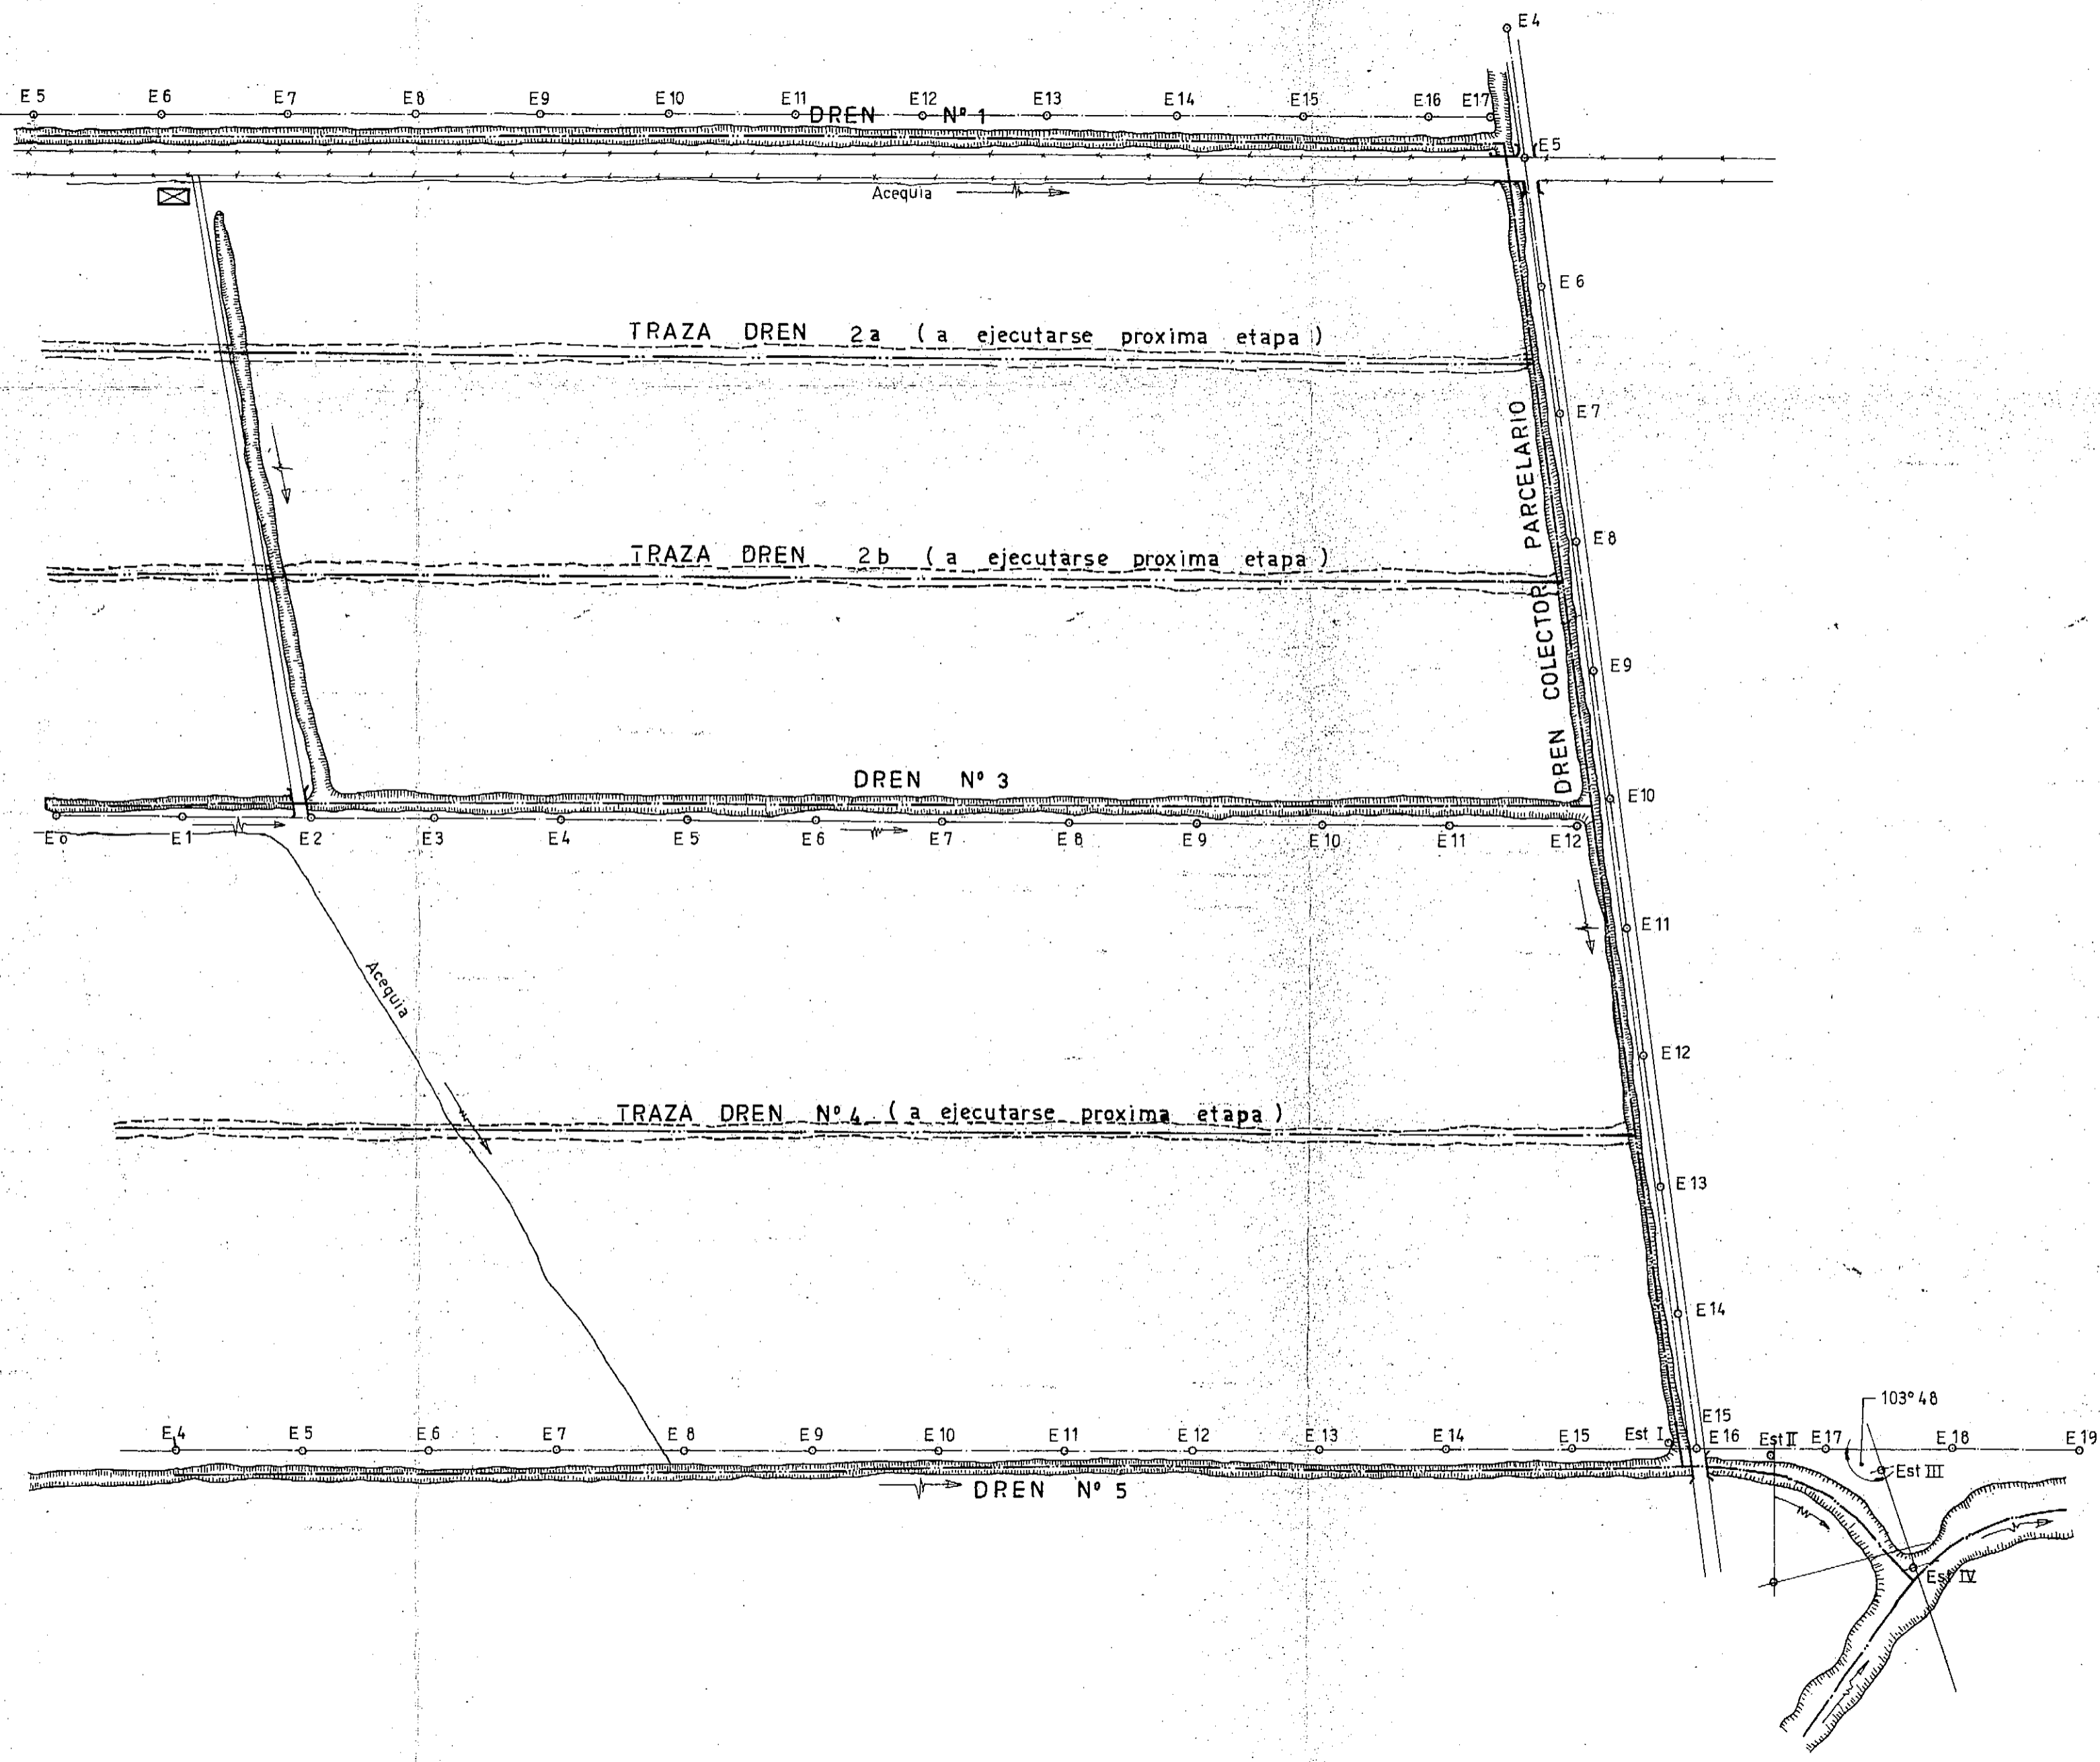 E4
E5 E6 E7 E8 E9 E10 E11 E12 E13 E14 E15 E16 E17
DREN Nº 1
E5
Acequia
E6
TRAZA DREN 2a ( a ejecutarse proxima etapa )
E7
DREN COLECTOR PARCELARIO
E8
TRAZA DREN 2b ( a ejecutarse proxima etapa )
E9
DREN Nº 3
E10
E0 E1 E2 E3 E4 E5 E6 E7 E8 E9 E10 E11 E12
E11
Acequia
E12
TRAZA DREN Nº 4 ( a ejecutarse proxima etapa )
E13
E14
103° 48
E15
E4 E5 E6 E7 E8 E9 E10 E11 E12 E13 E14 E15 Est I E16 Est II E17 E18 E19
Est III
DREN Nº 5
Est IV